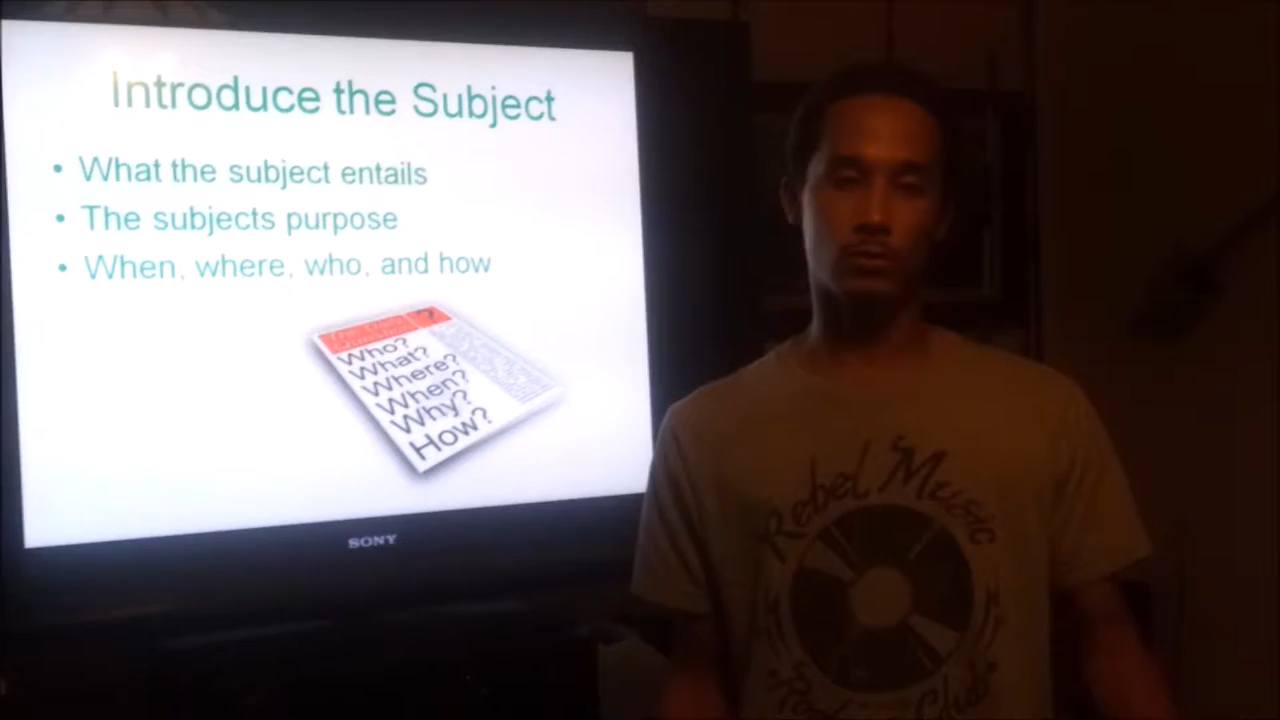 Introduce the Subject
• What the subject entails
• The subjects purpose
• When, where, who, and how
?
Who?
What?
Where?
When?
Why?
How?
SONY
Rebel Music